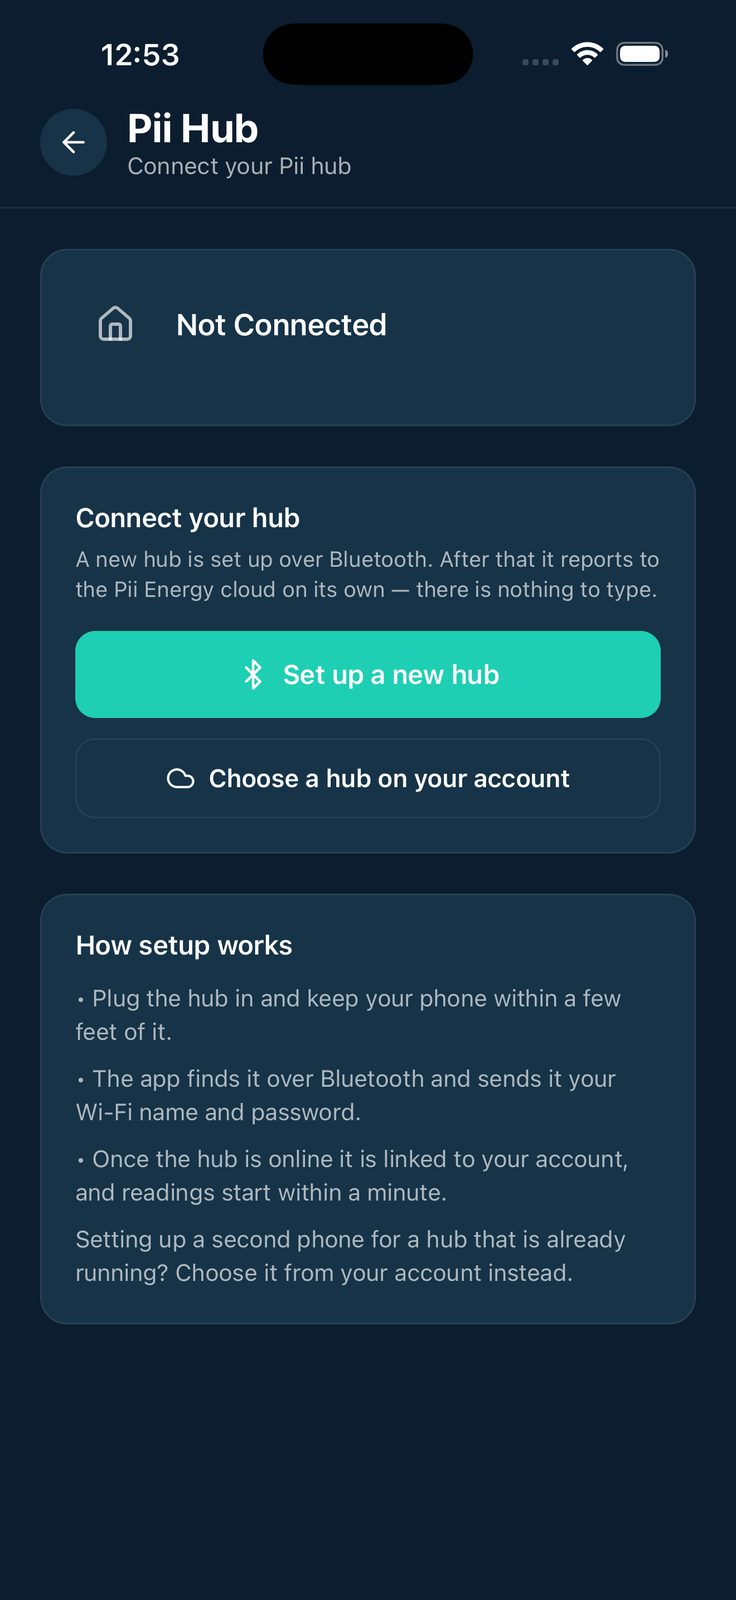 12:53
Pii Hub
Connect your Pii hub
Not Connected
Connect your hub
A new hub is set up over Bluetooth. After that it reports to
the Pii Energy cloud on its own — there is nothing to type.
Set up a new hub
Choose a hub on your account
How setup works
• Plug the hub in and keep your phone within a few
feet of it.
• The app finds it over Bluetooth and sends it your
Wi-Fi name and password.
• Once the hub is online it is linked to your account,
and readings start within a minute.
Setting up a second phone for a hub that is already
running? Choose it from your account instead.